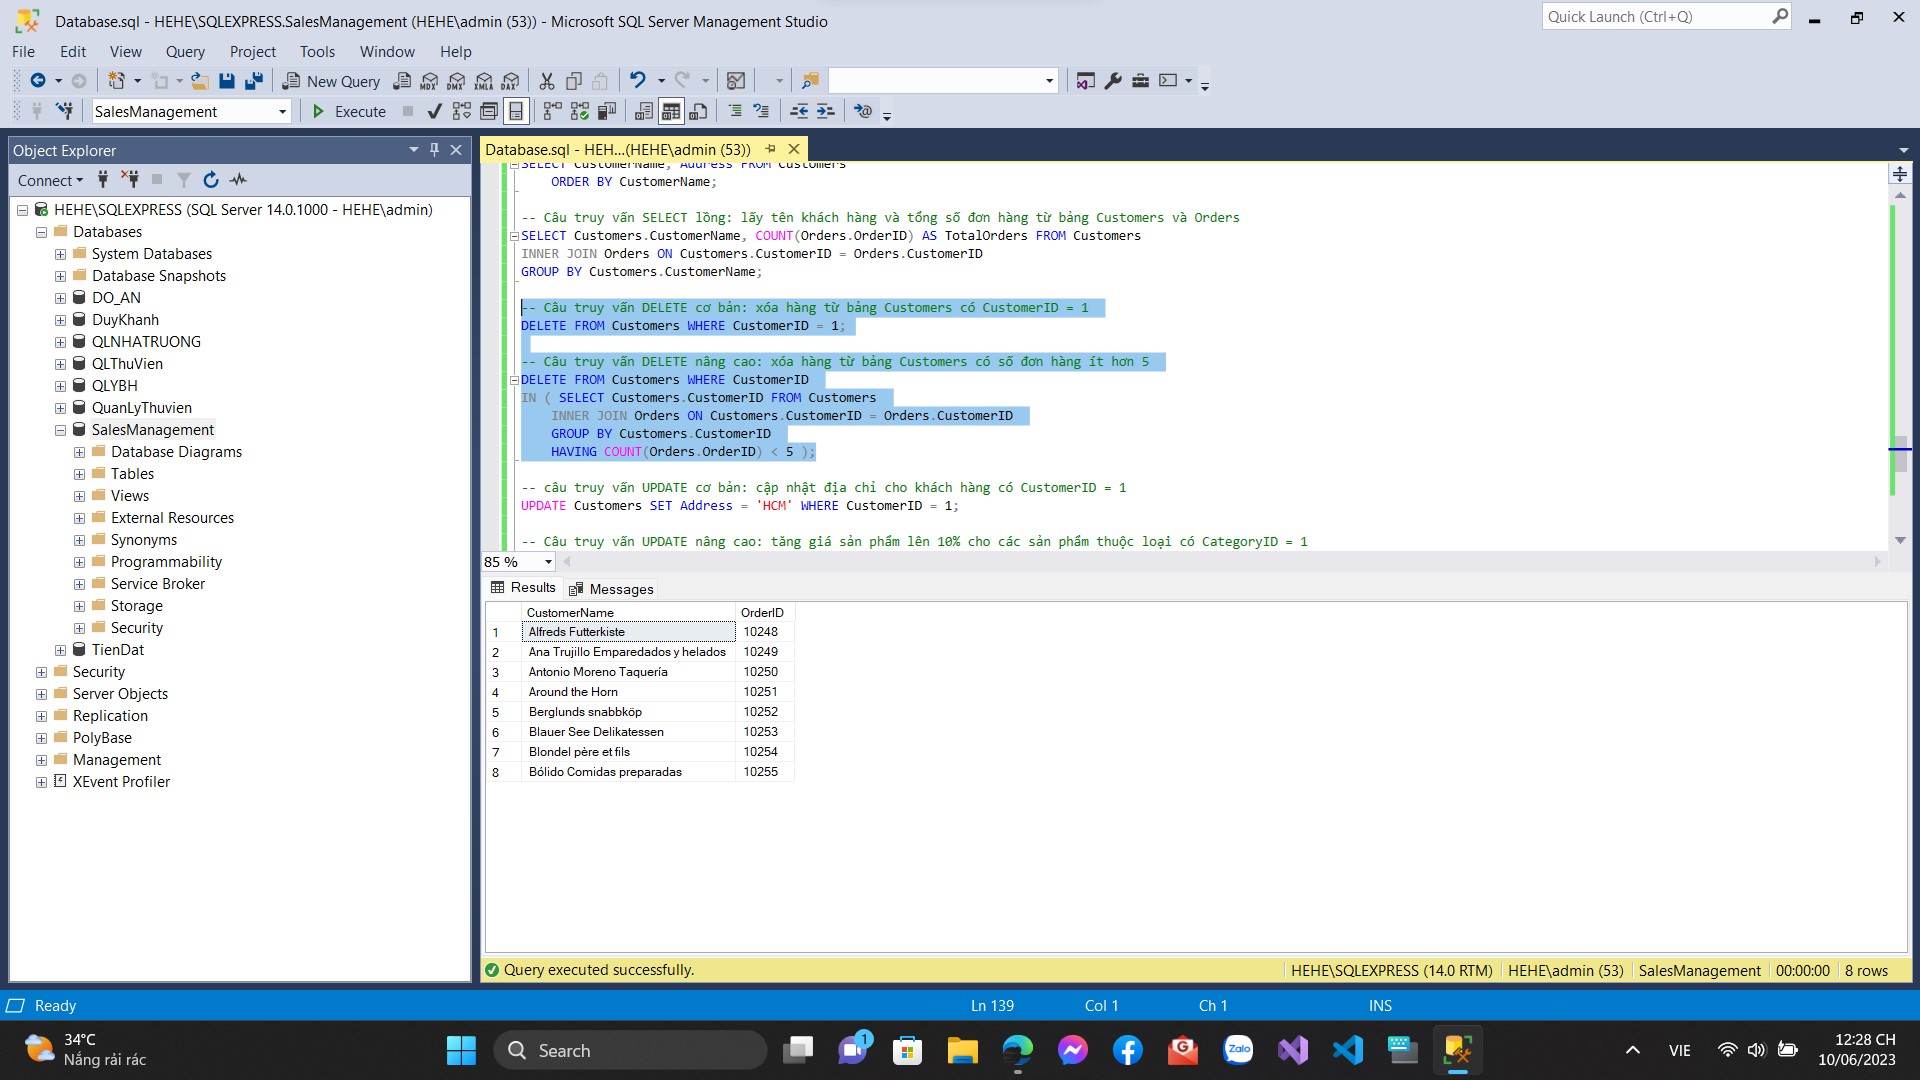 Database.sql - HEHE\SQLEXPRESS.SalesManagement (HEHE\admin (53)) - Microsoft SQL Server Management Studio
Quick Launch (Ctrl+Q)
File Edit View Query Project Tools Window Help
New Query
MDX DMX XMLA DAX
SalesManagement
Execute
Object Explorer
Connect
HEHE\SQLEXPRESS (SQL Server 14.0.1000 - HEHE\admin)
Databases
System Databases
Database Snapshots
DO_AN
DuyKhanh
QLNHATRUONG
QLThuVien
QLYBH
QuanLyThuvien
SalesManagement
Database Diagrams
Tables
Views
External Resources
Synonyms
Programmability
Service Broker
Storage
Security
TienDat
Security
Server Objects
Replication
PolyBase
Management
XEvent Profiler
Database.sql - HEH...(HEHE\admin (53))
SELECT CustomerName, Address FROM Customers
ORDER BY CustomerName;
-- Câu truy vấn SELECT lồng: lấy tên khách hàng và tổng số đơn hàng từ bảng Customers và Orders
SELECT Customers.CustomerName, COUNT(Orders.OrderID) AS TotalOrders FROM Customers
INNER JOIN Orders ON Customers.CustomerID = Orders.CustomerID
GROUP BY Customers.CustomerName;
-- Câu truy vấn DELETE cơ bản: xóa hàng từ bảng Customers có CustomerID = 1
DELETE FROM Customers WHERE CustomerID = 1;
-- Câu truy vấn DELETE nâng cao: xóa hàng từ bảng Customers có số đơn hàng ít hơn 5
DELETE FROM Customers WHERE CustomerID
IN ( SELECT Customers.CustomerID FROM Customers
INNER JOIN Orders ON Customers.CustomerID = Orders.CustomerID
GROUP BY Customers.CustomerID
HAVING COUNT(Orders.OrderID) < 5 );
-- câu truy vấn UPDATE cơ bản: cập nhật địa chỉ cho khách hàng có CustomerID = 1
UPDATE Customers SET Address = 'HCM' WHERE CustomerID = 1;
-- Câu truy vấn UPDATE nâng cao: tăng giá sản phẩm lên 10% cho các sản phẩm thuộc loại có CategoryID = 1
85 %
Results Messages
CustomerName OrderID
1 Alfreds Futterkiste 10248
2 Ana Trujillo Emparedados y helados 10249
3 Antonio Moreno Taquería 10250
4 Around the Horn 10251
5 Berglunds snabbköp 10252
6 Blauer See Delikatessen 10253
7 Blondel père et fils 10254
8 Bólido Comidas preparadas 10255
Query executed successfully.
HEHE\SQLEXPRESS (14.0 RTM) HEHE\admin (53) SalesManagement 00:00:00 8 rows
Ready Ln 139 Col 1 Ch 1 INS
34°C
Nắng rải rác
Search
1
Zalo
VIE
12:28 CH
10/06/2023